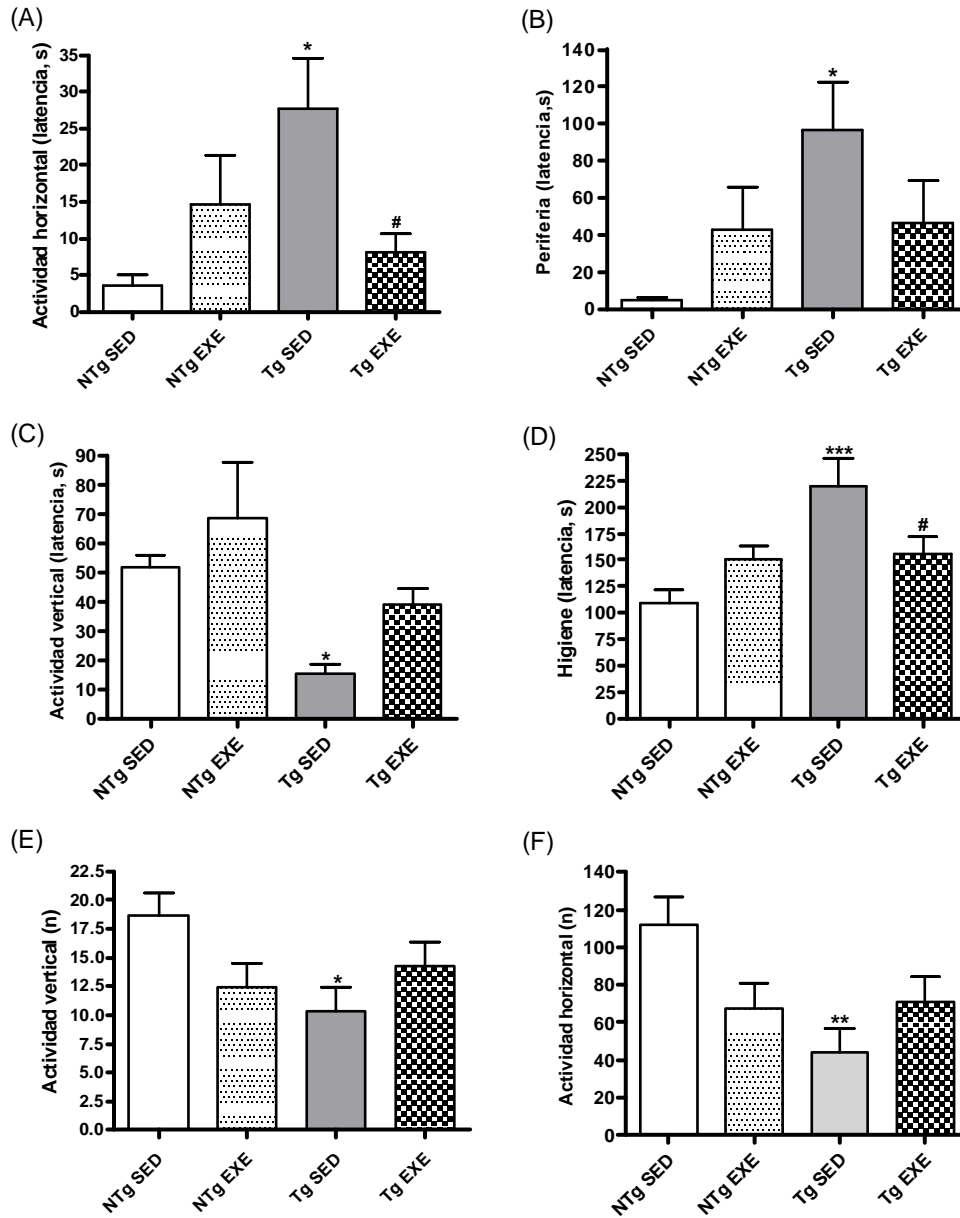 (A)
Actividad horizontal (latencia, s)
35
30
25
20
15
10
5
0
*
#
NTg SED
NTg EXE
Tg SED
Tg EXE
(B)
Periferia (latencia,s)
140
120
100
80
60
40
20
0
*
NTg SED
NTg EXE
Tg SED
Tg EXE
(C)
Actividad vertical (latencia, s)
90
80
70
60
50
40
30
20
10
0
*
NTg SED
NTg EXE
Tg SED
Tg EXE
(D)
Higiene (latencia, s)
250
225
200
175
150
125
100
75
50
25
0
***
#
NTg SED
NTg EXE
Tg SED
Tg EXE
(E)
Actividad vertical (n)
22.5
20.0
17.5
15.0
12.5
10.0
7.5
5.0
2.5
0.0
*
NTg SED
NTg EXE
Tg SED
Tg EXE
(F)
Actividad horizontal (n)
140
120
100
80
60
40
20
0
**
NTg SED
NTg EXE
Tg SED
Tg EXE